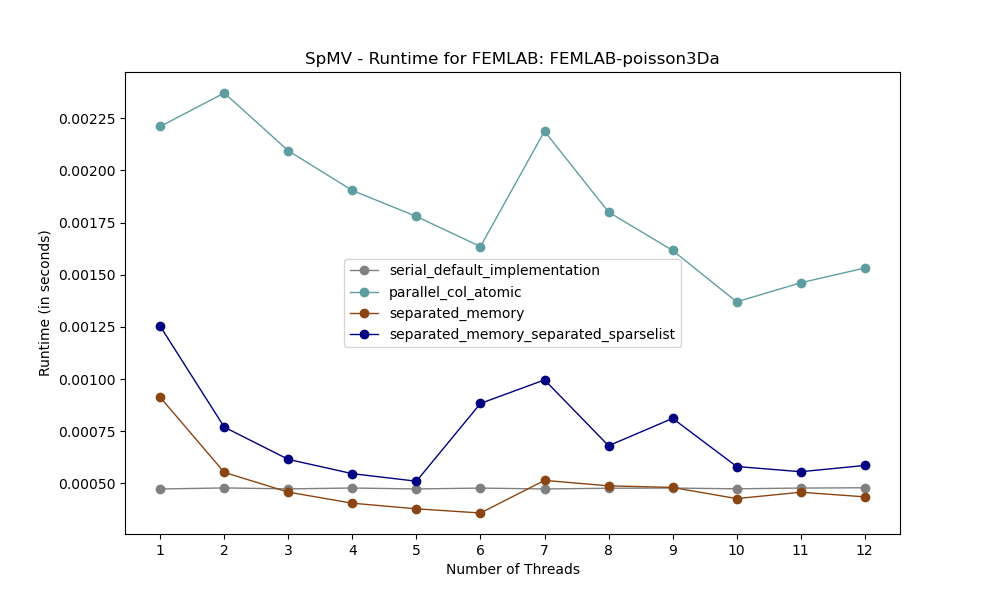 SpMV - Runtime for FEMLAB: FEMLAB-poisson3Da
Runtime (in seconds)
0.00225
0.00200
0.00175
0.00150
0.00125
0.00100
0.00075
0.00050
serial_default_implementation
parallel_col_atomic
separated_memory
separated_memory_separated_sparselist
1 2 3 4 5 6 7 8 9 10 11 12
Number of Threads